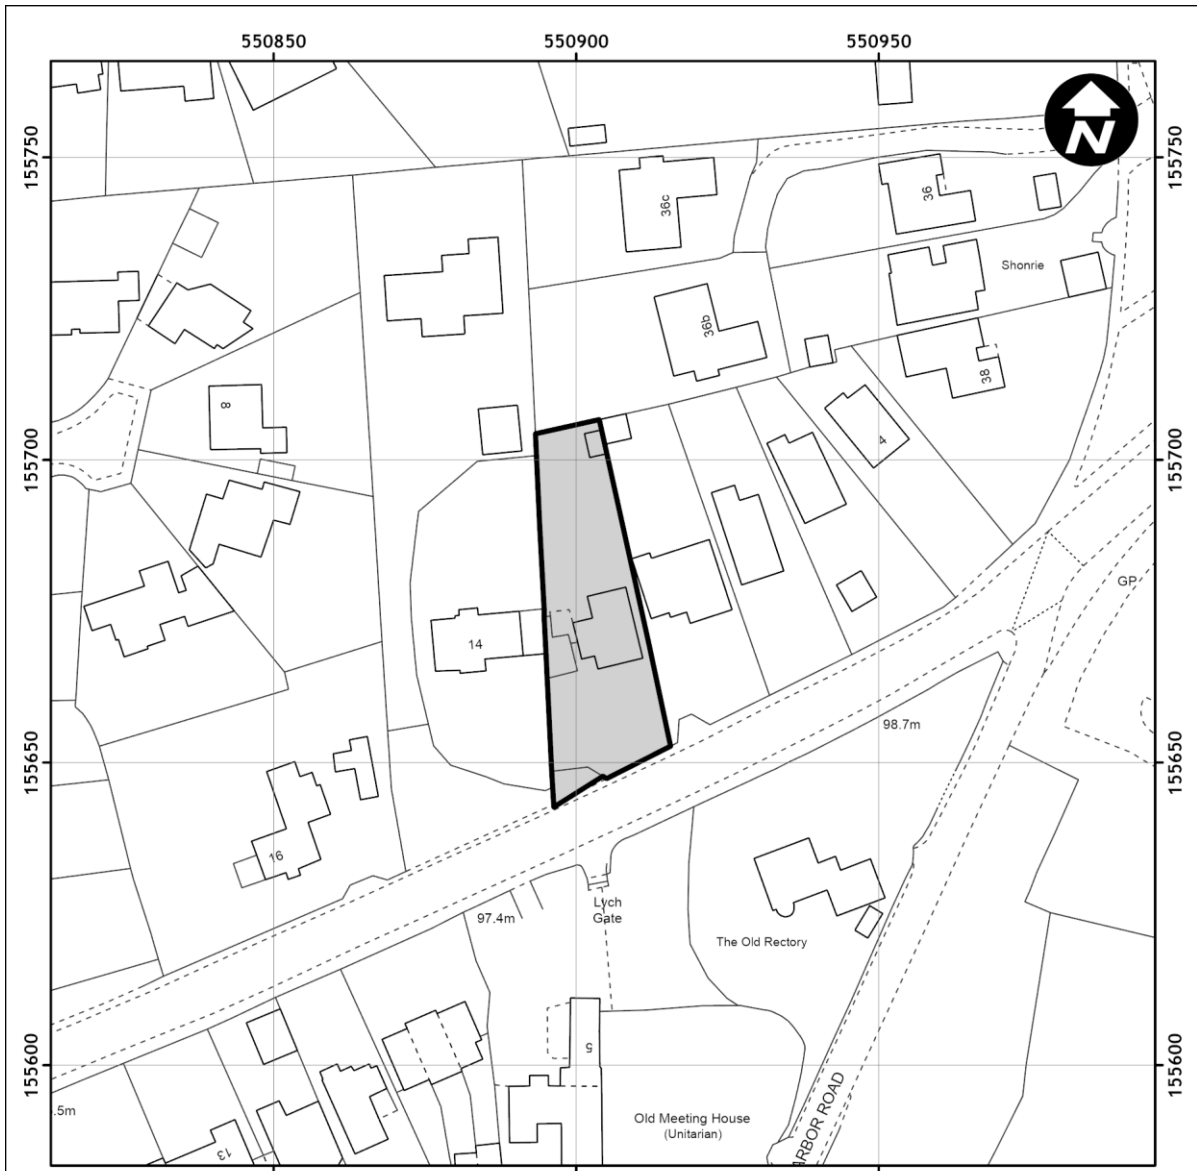 550850
550900
550950
155750
155750
N
36c
36
Shonrie
36b
38
8
4
155700
155700
14
GP
98.7m
155650
155650
16
97.4m
Lych
Gate
The Old Rectory
5
155600
155600
.5m
Old Meeting House
(Unitarian)
ARBOR ROAD
13